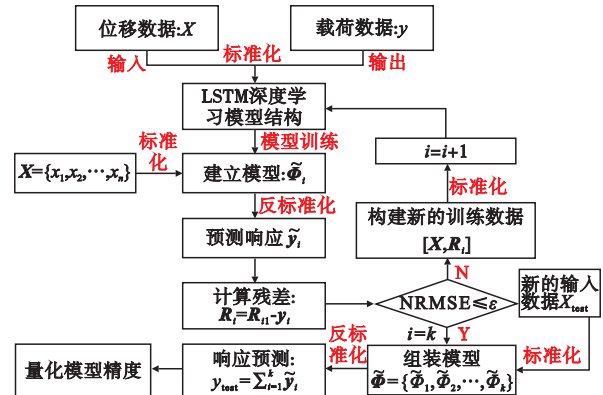 位移数据:X
载荷数据:y
标准化
输入
输出
LSTM深度学
习模型结构
模型训练
标准
化
X={x₁,x₂,⋯,xₙ}
建立模型:Φ̃ᵢ
i=i+1
标准化
反标准化
预测响应 ỹᵢ
构建新的训练数据
[X,Rᵢ]
N
计算残差:
Rᵢ=Rᵢ₁-yᵢ
NRMSE≤ε
新的输入
数据X_test
i=k
Y
反标
准化
标准化
量化模型精度
响应预测:
y_test=∑ᵏᵢ₌₁ỹᵢ
组装模型
Φ̃={Φ̃₁,Φ̃₂,⋯,Φ̃ₖ}